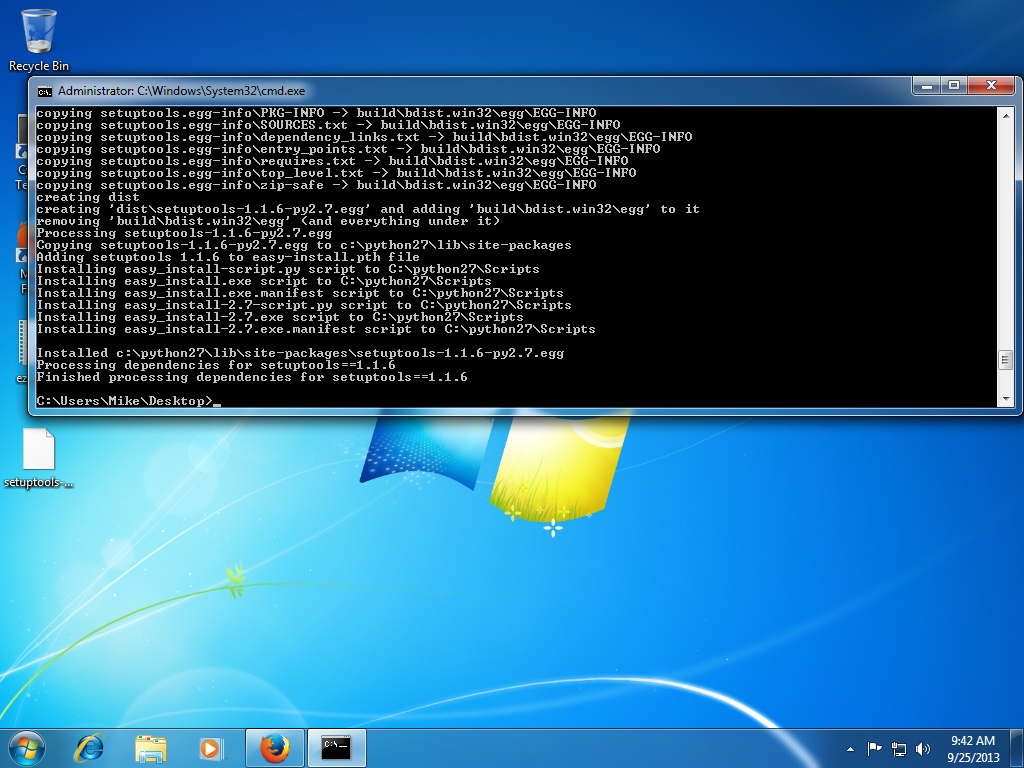 Recycle Bin
Administrator: C:\Windows\System32\cmd.exe
copying setuptools.egg-info\PKG-INFO -> build\bdist.win32\egg\EGG-INFO
copying setuptools.egg-info\SOURCES.txt -> build\bdist.win32\egg\EGG-INFO
copying setuptools.egg-info\dependency_links.txt -> build\bdist.win32\egg\EGG-INFO
copying setuptools.egg-info\entry_points.txt -> build\bdist.win32\egg\EGG-INFO
copying setuptools.egg-info\requires.txt -> build\bdist.win32\egg\EGG-INFO
copying setuptools.egg-info\top_level.txt -> build\bdist.win32\egg\EGG-INFO
copying setuptools.egg-info\zip-safe -> build\bdist.win32\egg\EGG-INFO
creating dist
creating 'dist\setuptools-1.1.6-py2.7.egg' and adding 'build\bdist.win32\egg' to it
removing 'build\bdist.win32\egg' (and everything under it)
Processing setuptools-1.1.6-py2.7.egg
Copying setuptools-1.1.6-py2.7.egg to c:\python27\lib\site-packages
Adding setuptools 1.1.6 to easy-install.pth file
Installing easy_install-script.py script to C:\python27\Scripts
Installing easy_install.exe script to C:\python27\Scripts
Installing easy_install.exe.manifest script to C:\python27\Scripts
Installing easy_install-2.7-script.py script to C:\python27\Scripts
Installing easy_install-2.7.exe script to C:\python27\Scripts
Installing easy_install-2.7.exe.manifest script to C:\python27\Scripts
Installed c:\python27\lib\site-packages\setuptools-1.1.6-py2.7.egg
Processing dependencies for setuptools==1.1.6
Finished processing dependencies for setuptools==1.1.6
C:\Users\Mike\Desktop>_
setuptools-...
9:42 AM
9/25/2013